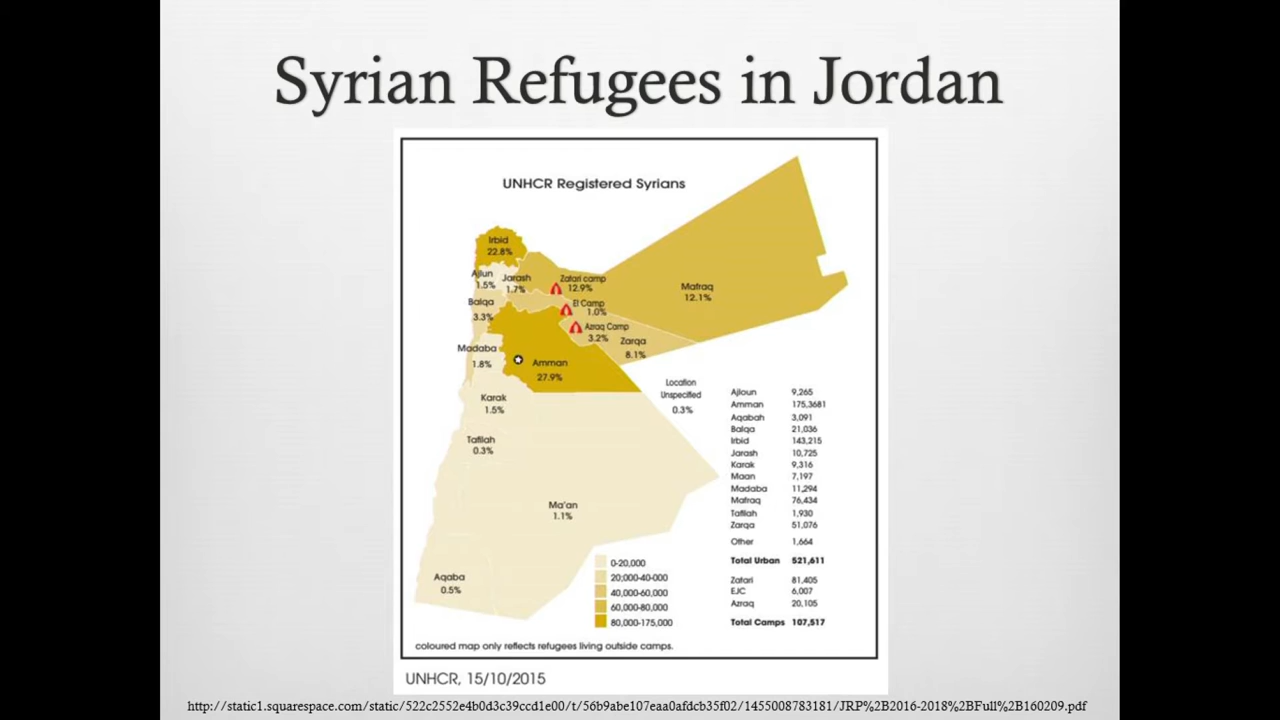 Syrian Refugees in Jordan
UNHCR Registered Syrians
Irbid
22.8%
Ajlun
1.5%
Jarash
1.7%
Zatari camp
12.9%
Mafraq
12.1%
Balqa
3.3%
EJ Camp
1.0%
Azraq Camp
3.2%
Zarqa
8.1%
Madaba
1.8%
Amman
27.9%
Location
Unspecified
0.3%
Karak
1.5%
Tafilah
0.3%
Ma'an
1.1%
Aqaba
0.5%
Ajloun 9,265
Amman 175,3681
Aqabah 3,091
Balqa 21,036
Irbid 143,215
Jarash 10,725
Karak 9,316
Maan 7,197
Madaba 11,294
Mafraq 76,434
Tafilah 1,930
Zarqa 51,076
Other 1,664
Total Urban 521,611
Zatari 81,405
EJC 6,007
Azraq 20,105
Total Camps 107,517
0-20,000
20;000-40-000
40,000-60,000
60,000-80,000
80,000-175,000
coloured map only reflects refugees living outside camps.
UNHCR, 15/10/2015
http://static1.squarespace.com/static/522c2552e4b0d3c39ccd1e00/t/56b9abe107eaa0afdcb35f02/1455008783181/JRP%2B2016-2018%2BFull%2B160209.pdf